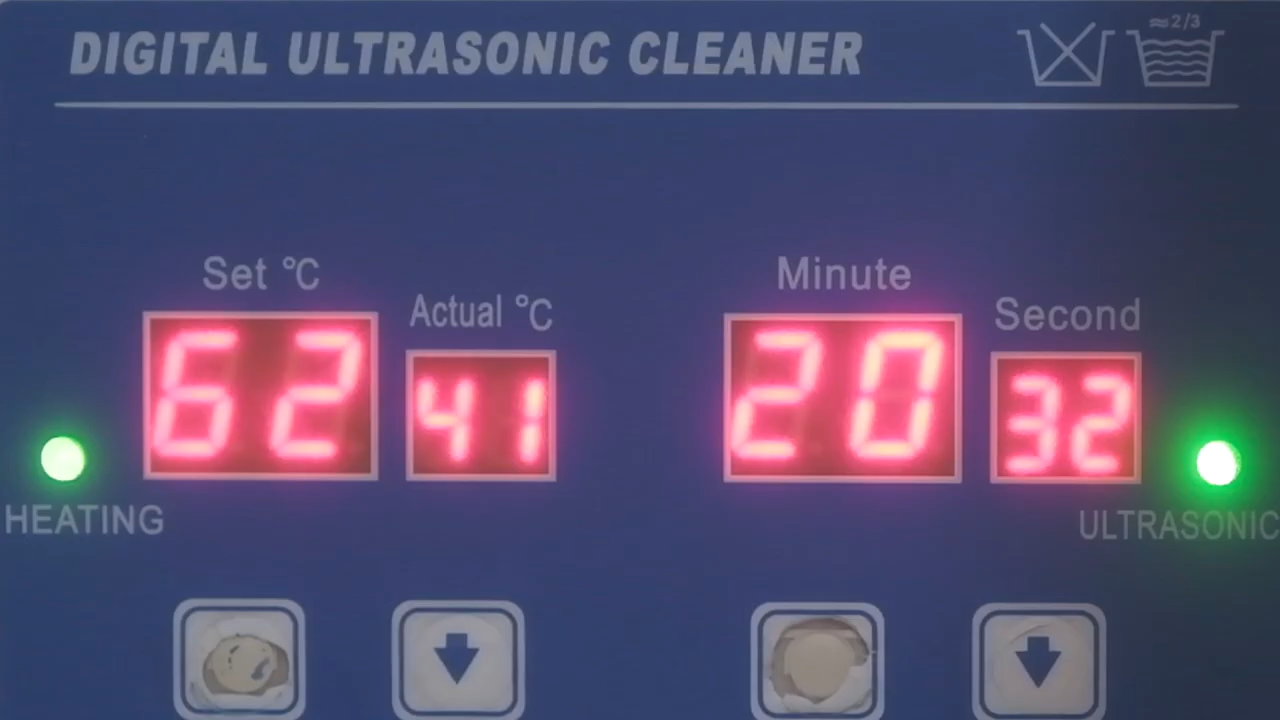 DIGITAL ULTRASONIC CLEANER
≈2/3
Set °C
Actual °C
Minute
Second
62
41
20
32
HEATING
ULTRASONIC